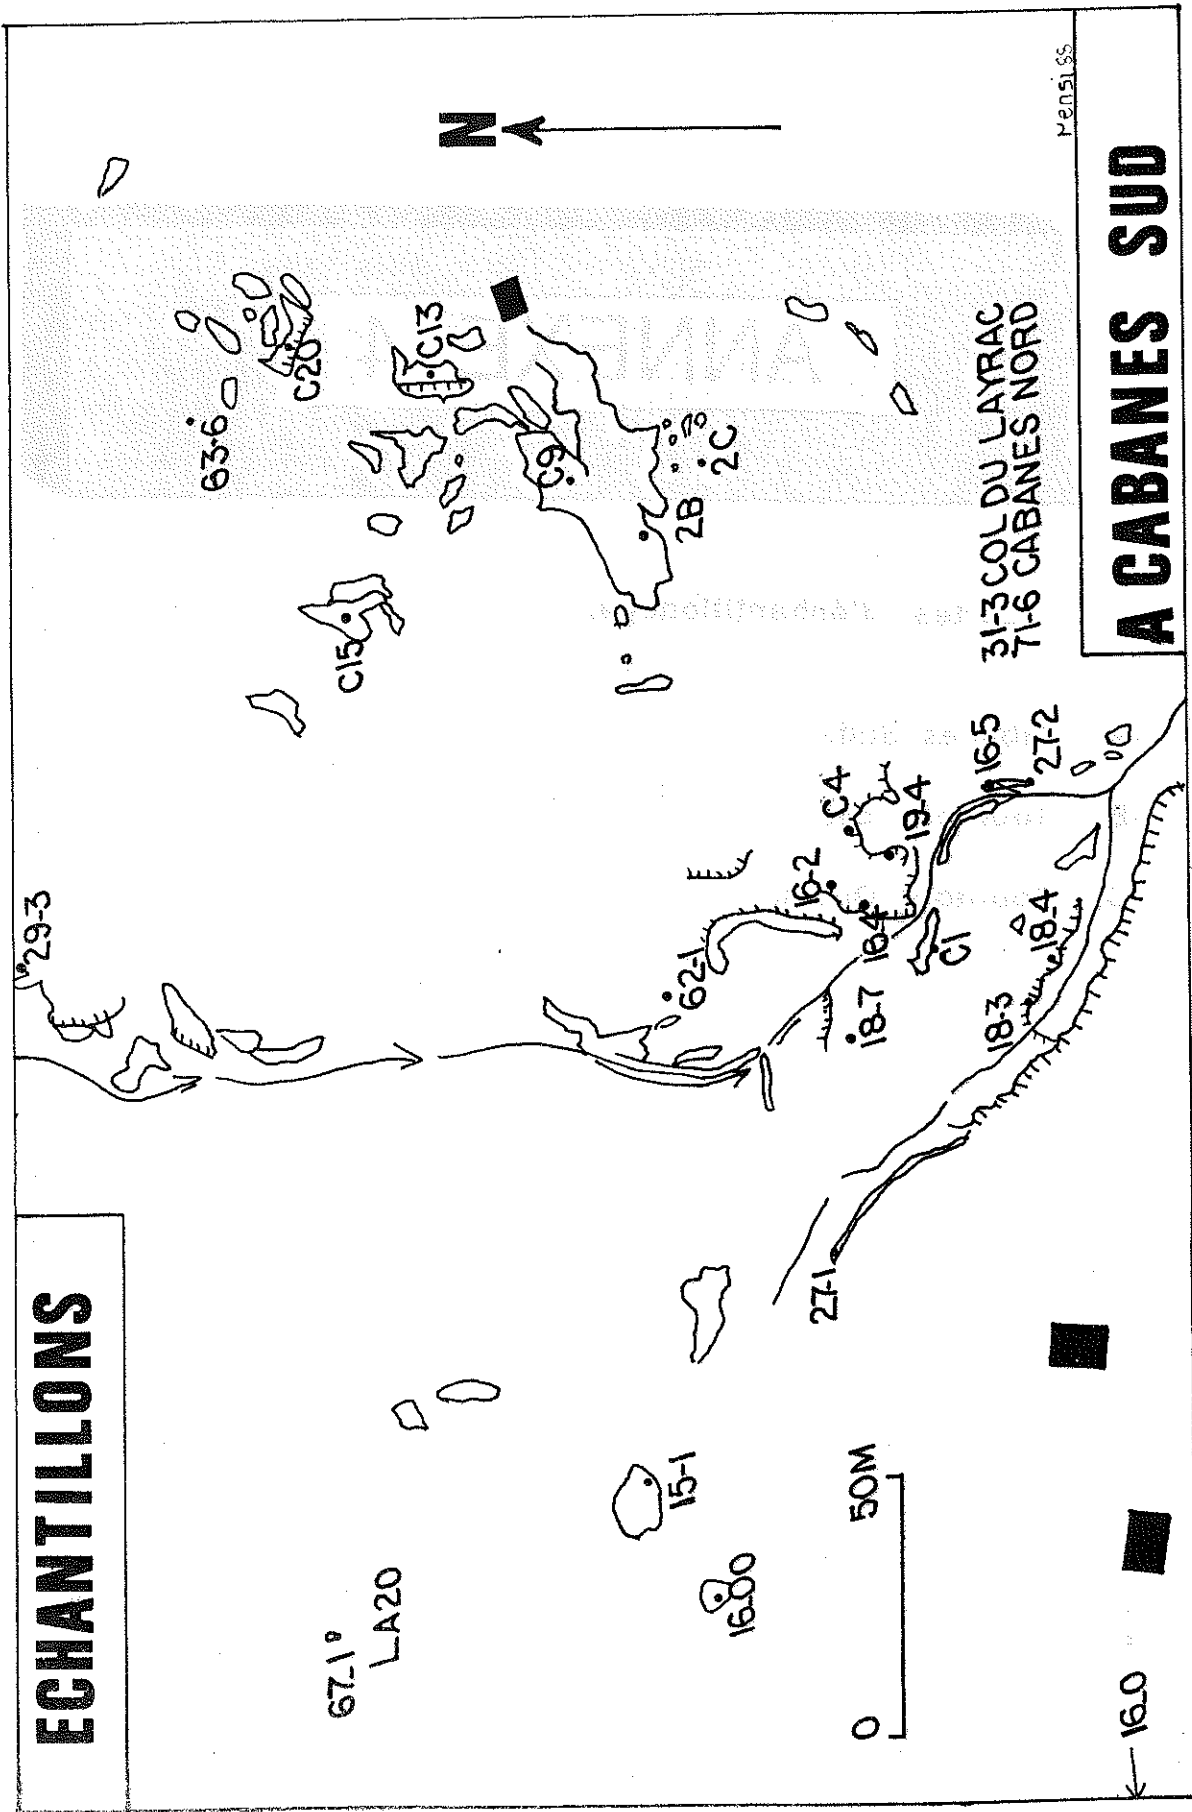 ECHANTILLONS
N
29-3
63-6
C20
C13
C15
C9
2B
2C
67-1
LA20
62-1
16-2
C4
15-1
18-7
16-4
19-4
C1
16-5
27-2
16-00
27-1
18-3
18-4
0
50M
31-3 COL DU LAYRAC
71-6 CABANES NORD
16-0
A CABANES SUD